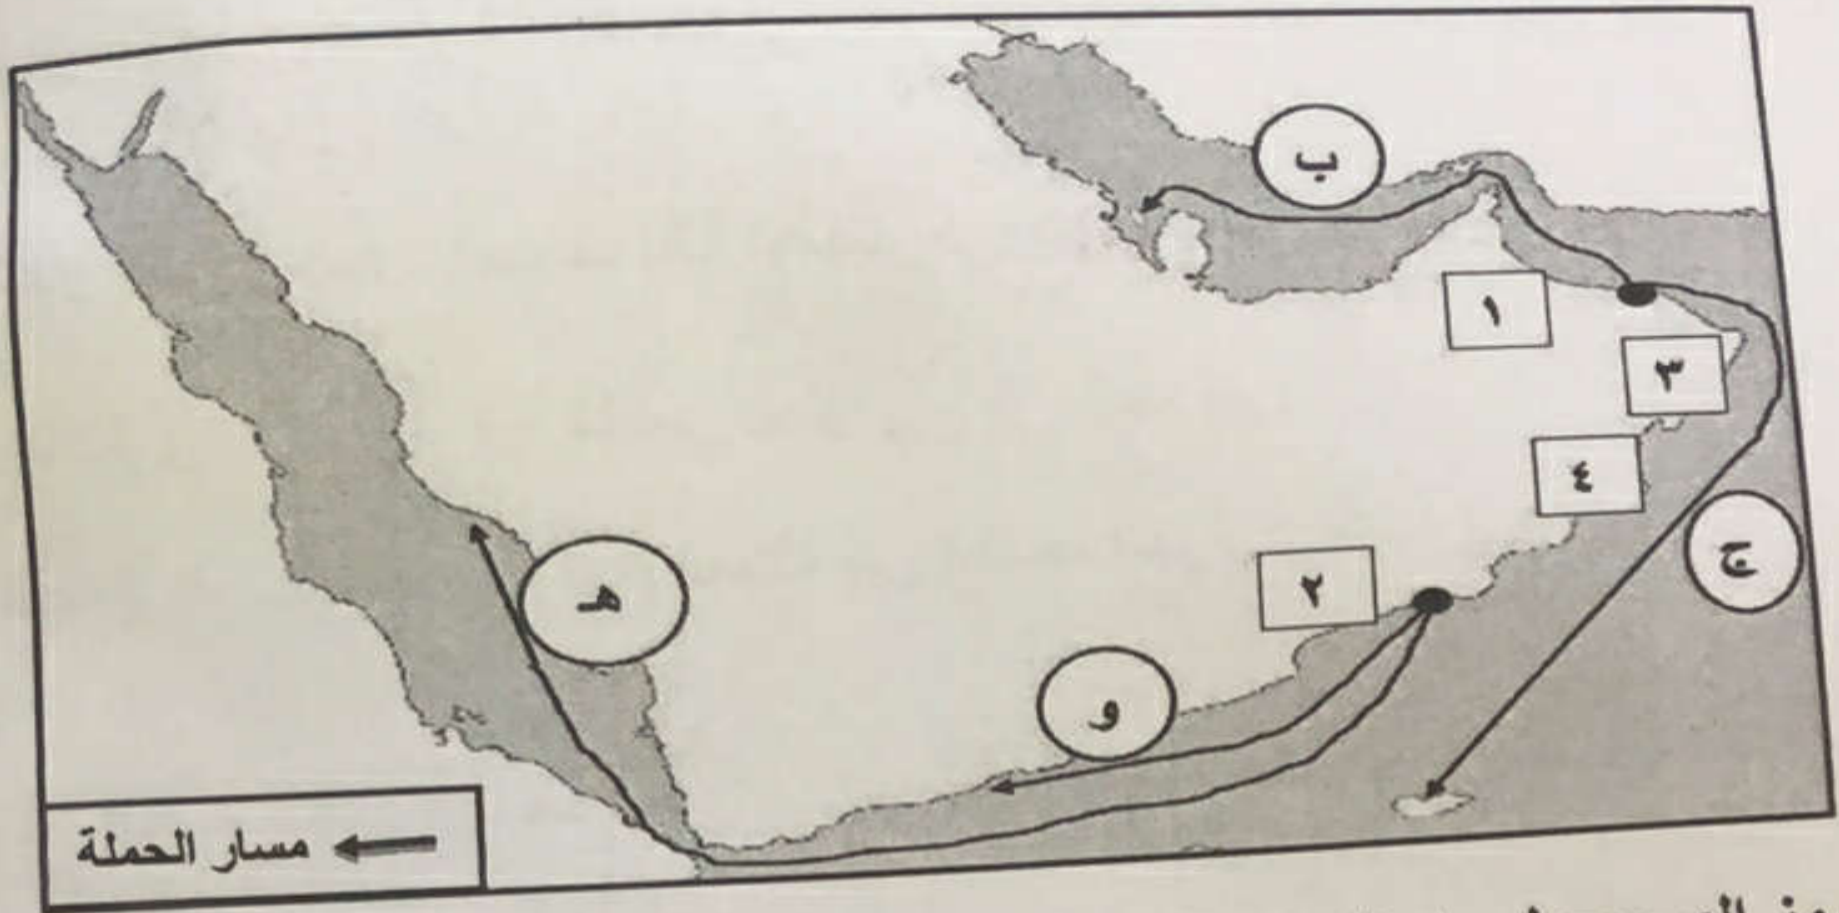 ب
١
٣
٤
ج
٢
هـ
و
مسار الحملة